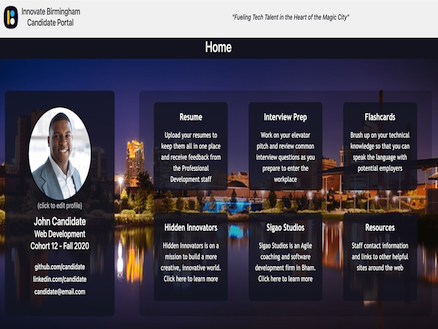 Innovate Birmingham
Candidate Portal
"Fueling Tech Talent in the Heart of the Magic City"
Home
(click to edit profile)
John Candidate
Web Development
Cohort 12 - Fall 2020
github.com/candidate
linkedin.com/candidate
candidate@email.com
Resume
Upload your resumes to
keep them all in one place
and receive feedback from
the Professional
Development staff
Interview Prep
Work on your elevator
pitch and review common
interview questions as you
prepare to enter the
workplace
Flashcards
Brush up on your technical
knowledge so that you can
speak the language with
potential employers
Hidden Innovators
Hidden Innovators is on a
mission to build a more
creative, innovative world.
Click here to learn more
Sigao Studios
Sigao Studios is an Agile
coaching and software
development firm in Bham.
Click here to learn more
Resources
Staff contact information
and links to other helpful
sites around the web